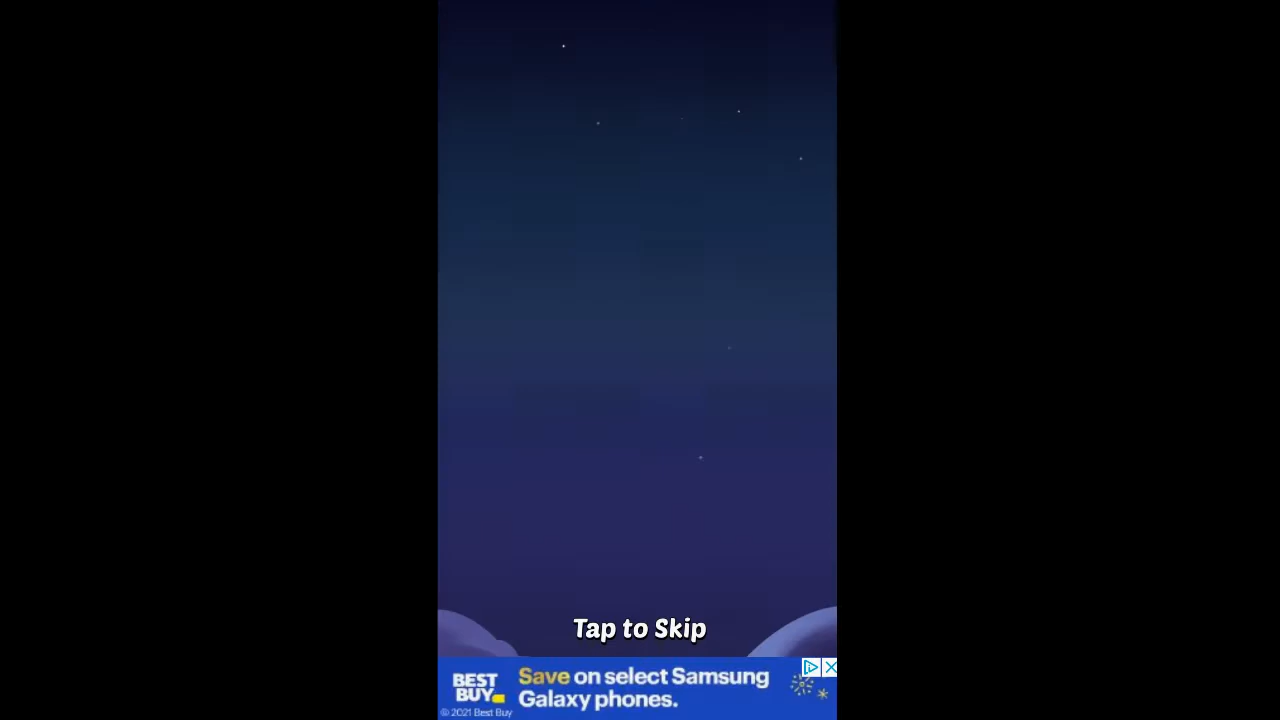 Tap to Skip
BEST
BUY
Save on select Samsung
Galaxy phones.
© 2021 Best Buy